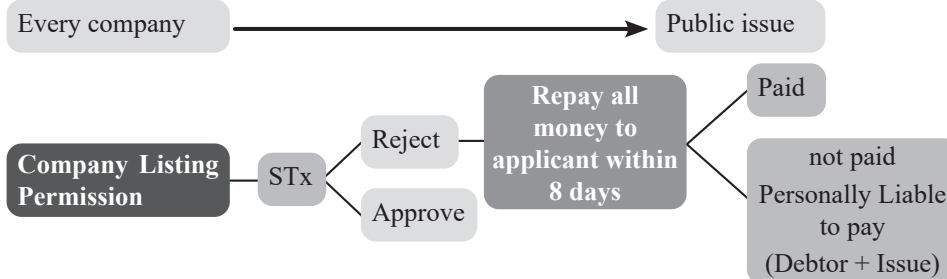 Every company
Public issue
Company Listing
Permission
STx
Reject
Approve
Repay all
money to
applicant within
8 days
Paid
not paid
Personally Liable
to pay
(Debtor + Issue)